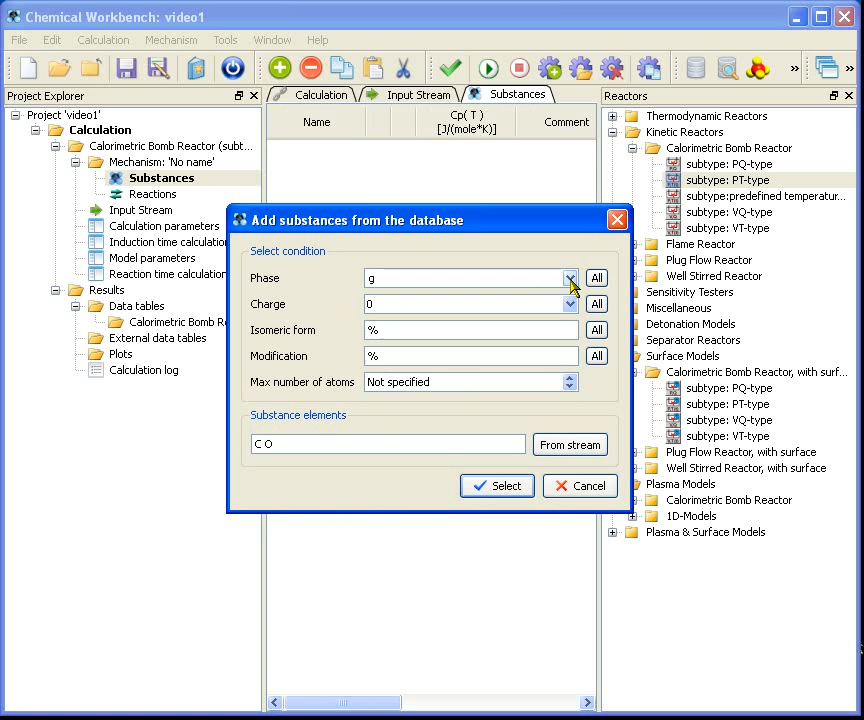 Chemical Workbench: video1
File Edit Calculation Mechanism Tools Window Help
Project Explorer
Project 'video1'
Calculation
Calorimetric Bomb Reactor (subt...
Mechanism: 'No name'
Substances
Reactions
Input Stream
Calculation parameters
Induction time calculation
Model parameters
Reaction time calculation
Results
Data tables
Calorimetric Bomb R
External data tables
Plots
Calculation log
Calculation Input Stream Substances
Name Cp( T ) [J/(mole*K)] Comment
Add substances from the database
Select condition
Phase g All
Charge 0 All
Isomeric form % All
Modification % All
Max number of atoms Not specified
Substance elements
C O From stream
Select Cancel
Reactors
Thermodynamic Reactors
Kinetic Reactors
Calorimetric Bomb Reactor
subtype: PQ-type
subtype: PT-type
subtype:predefined temperatur...
subtype: VQ-type
subtype: VT-type
Flame Reactor
Plug Flow Reactor
Well Stirred Reactor
Sensitivity Testers
Miscellaneous
Detonation Models
Separator Reactors
Surface Models
Calorimetric Bomb Reactor, with surf...
subtype: PQ-type
subtype: PT-type
subtype: VQ-type
subtype: VT-type
Plug Flow Reactor, with surface
Well Stirred Reactor, with surface
Plasma Models
Calorimetric Bomb Reactor
1D-Models
Plasma & Surface Models